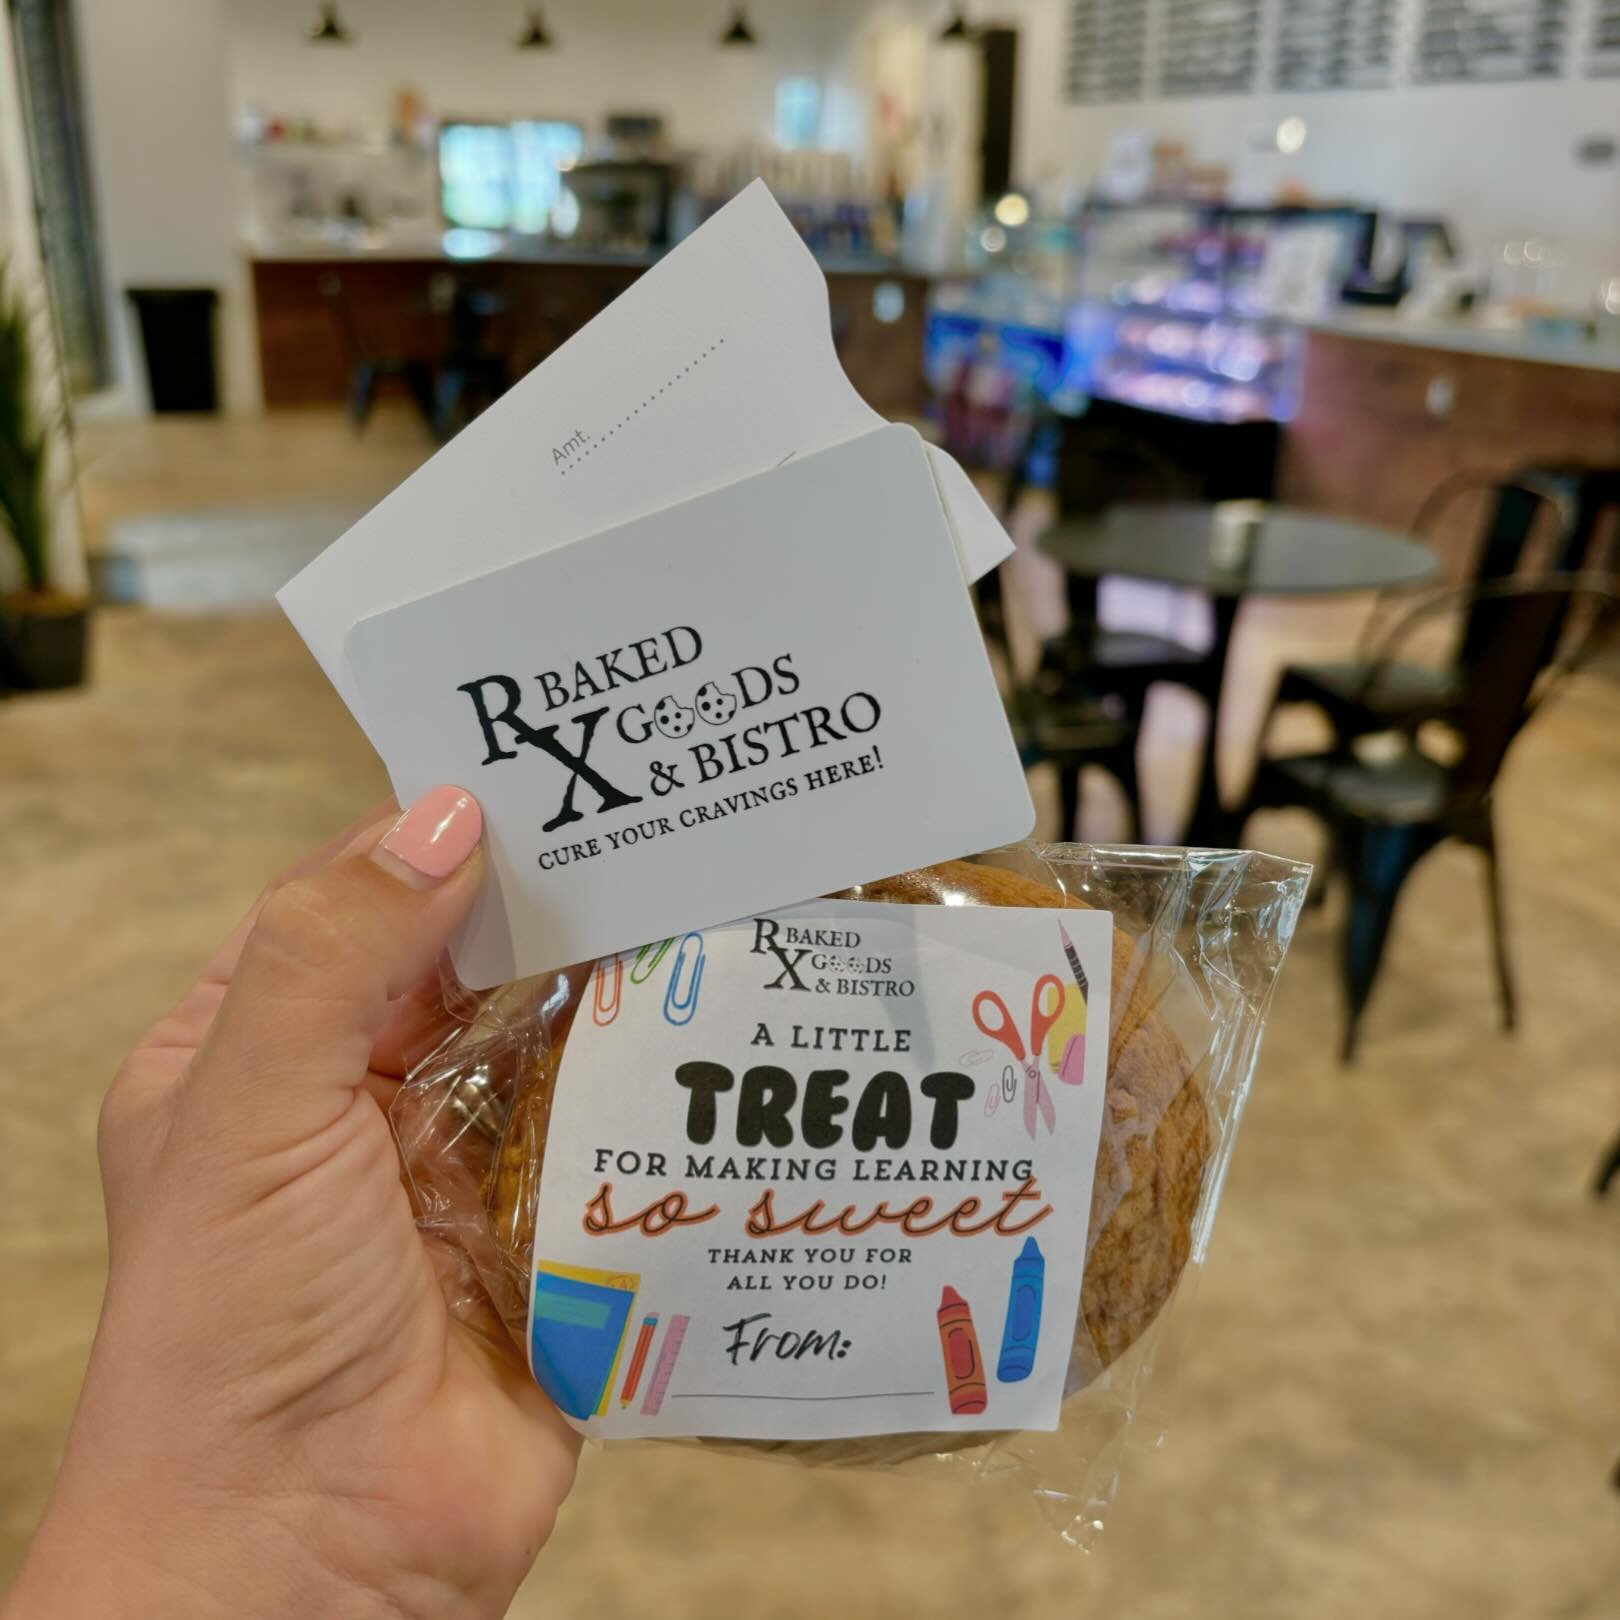 Amt.
RX BAKED
GOODS
& BISTRO
CURE YOUR CRAVINGS HERE!
RX BAKED
GOODS
& BISTRO
A LITTLE
TREAT
FOR MAKING LEARNING
so sweet
THANK YOU FOR
ALL YOU DO!
From: